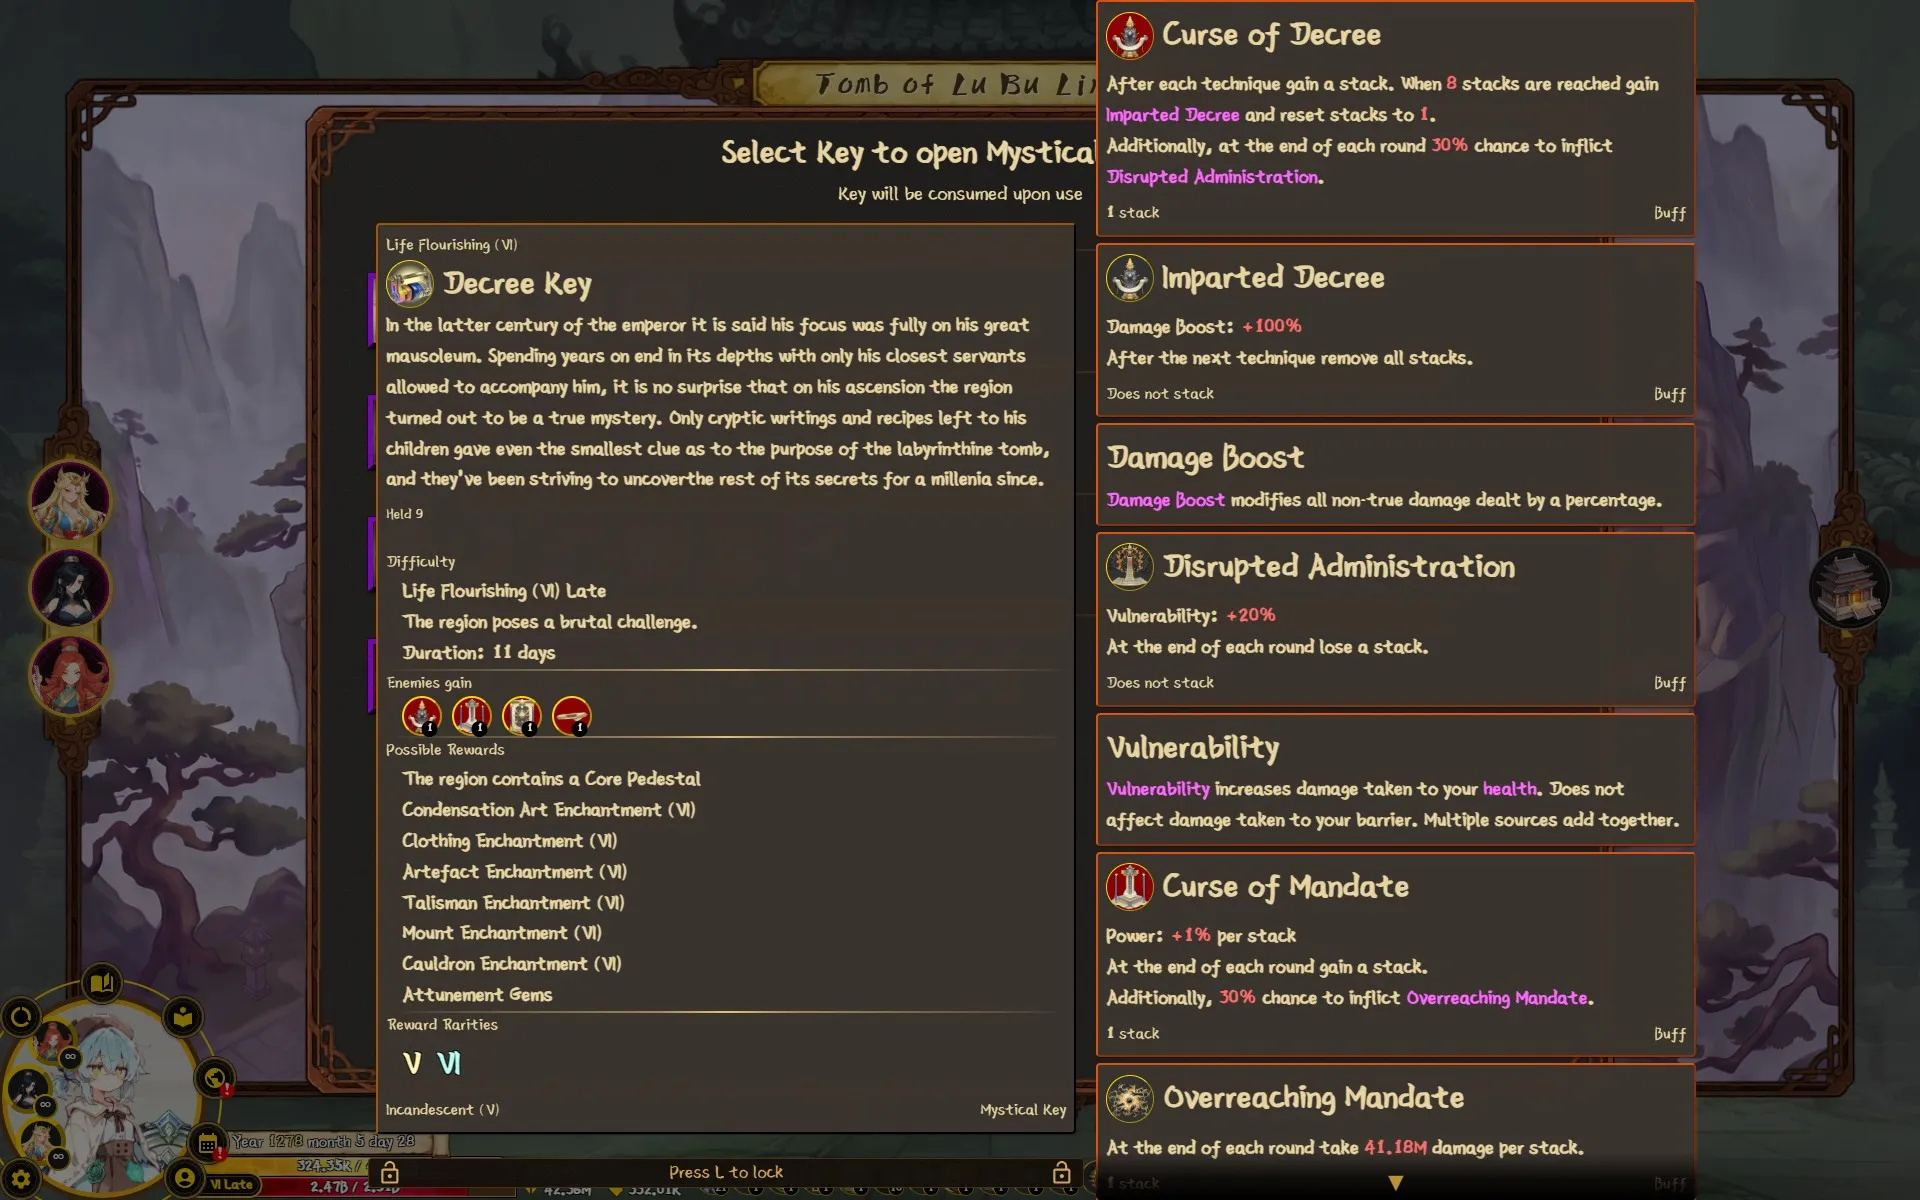 Tomb of Lu Bu
Select Key to open Mystical
Key will be consumed upon use
Life Flourishing (VI)
Decree Key
In the latter century of the emperor it is said his focus was fully on his great
mausoleum. Spending years on end in its depths with only his closest servants
allowed to accompany him, it is no surprise that on his ascension the region
turned out to be a true mystery. Only cryptic writings and recipes left to his
children gave even the smallest clue as to the purpose of the labyrinthine tomb,
and they've been striving to uncoverthe rest of its secrets for a millenia since.
Held 9
Difficulty
Life Flourishing (VI) Late
The region poses a brutal challenge.
Duration: 11 days
Enemies gain
1 1 1 1
Possible Rewards
The region contains a Core Pedestal
Condensation Art Enchantment (VI)
Clothing Enchantment (VI)
Artefact Enchantment (VI)
Talisman Enchantment (VI)
Mount Enchantment (VI)
Cauldron Enchantment (VI)
Attunement Gems
Reward Rarities
V VI
Incandescent (V)
Mystical Key
Press L to lock
Curse of Decree
After each technique gain a stack. When 8 stacks are reached gain
Imparted Decree and reset stacks to 1.
Additionally, at the end of each round 30% chance to inflict
Disrupted Administration.
1 stack
Buff
Imparted Decree
Damage Boost: +100%
After the next technique remove all stacks.
Does not stack
Buff
Damage Boost
Damage Boost modifies all non-true damage dealt by a percentage.
Disrupted Administration
Vulnerability: +20%
At the end of each round lose a stack.
Does not stack
Buff
Vulnerability
Vulnerability increases damage taken to your health. Does not
affect damage taken to your barrier. Multiple sources add together.
Curse of Mandate
Power: +1% per stack
At the end of each round gain a stack.
Additionally, 30% chance to inflict Overreaching Mandate.
1 stack
Buff
Overreaching Mandate
At the end of each round take 41.18M damage per stack.
1 stack
Buff
Year 1278 month 5 day 28
324.35K /
VI Late
2.47B /